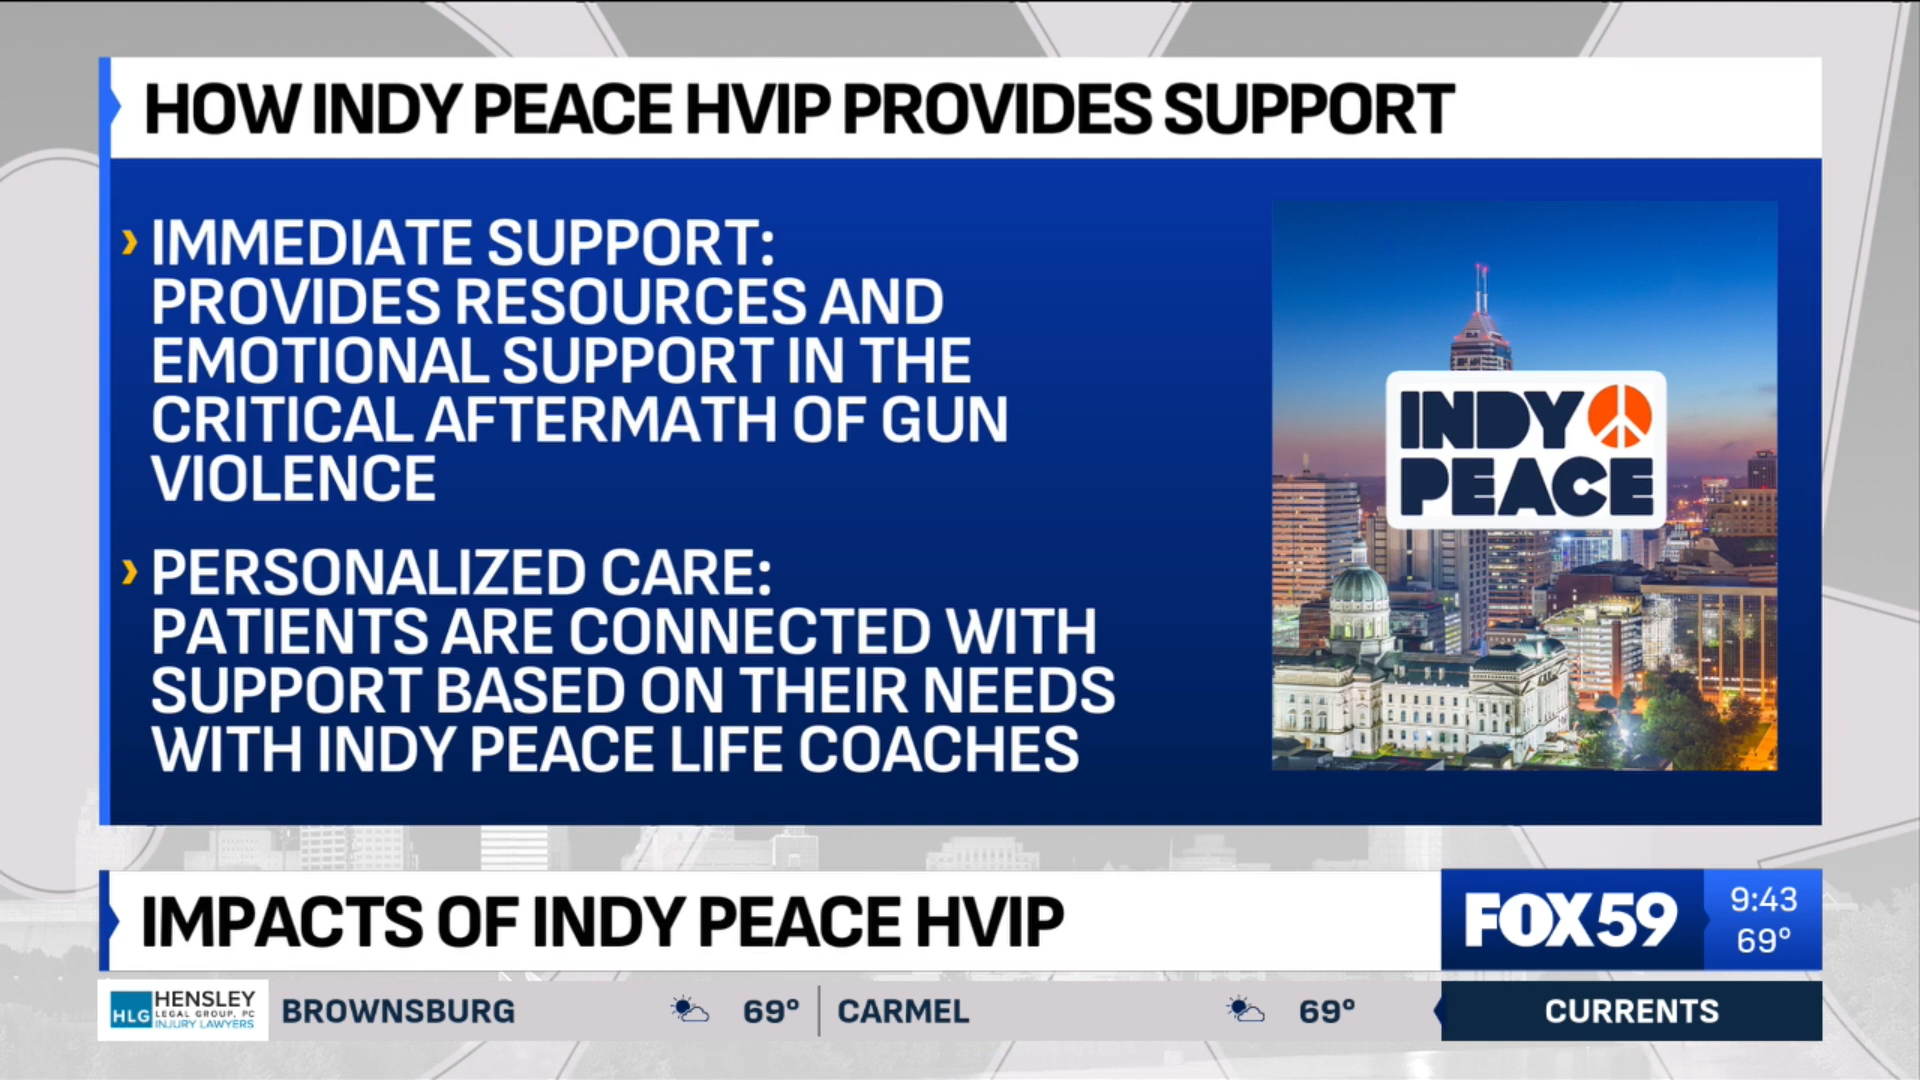 HOW INDY PEACE HVIP PROVIDES SUPPORT
› IMMEDIATE SUPPORT:
PROVIDES RESOURCES AND
EMOTIONAL SUPPORT IN THE
CRITICAL AFTERMATH OF GUN
VIOLENCE
› PERSONALIZED CARE:
PATIENTS ARE CONNECTED WITH
SUPPORT BASED ON THEIR NEEDS
WITH INDY PEACE LIFE COACHES
INDY
PEACE
IMPACTS OF INDY PEACE HVIP
FOX59
9:43
69°
HLG
HENSLEY
LEGAL GROUP, PC
INJURY LAWYERS
BROWNSBURG 69° CARMEL 69°
CURRENTS